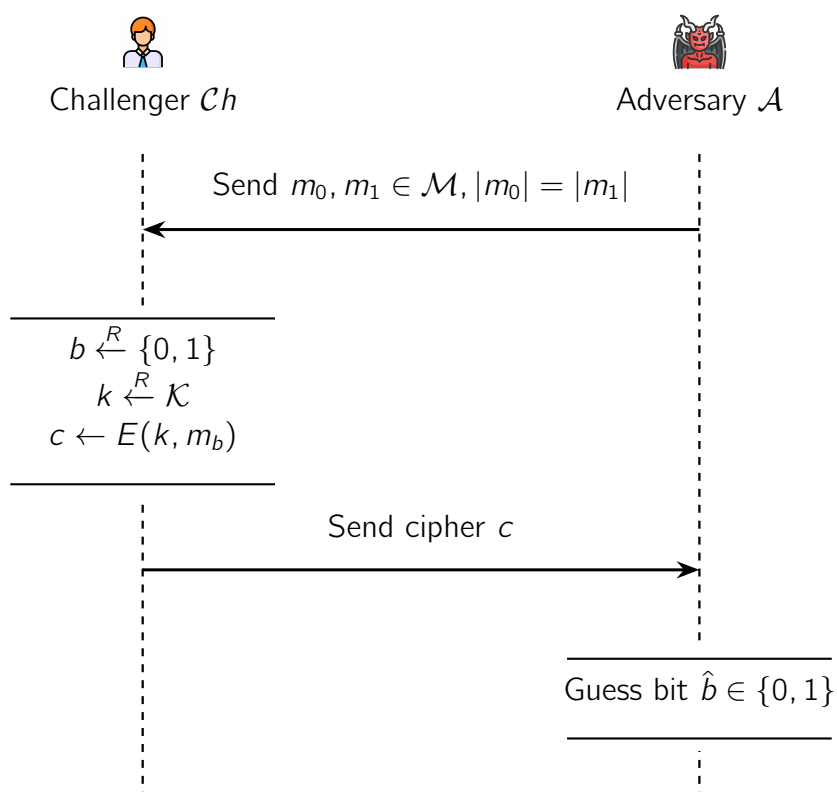 Challenger 𝒞h
Adversary 𝒜
Send m₀, m₁ ∈ ℳ, |m₀| = |m₁|
b ←ᴿ {0, 1}
k ←ᴿ 𝒦
c ← E(k, m_b)
Send cipher c
Guess bit b̂ ∈ {0, 1}